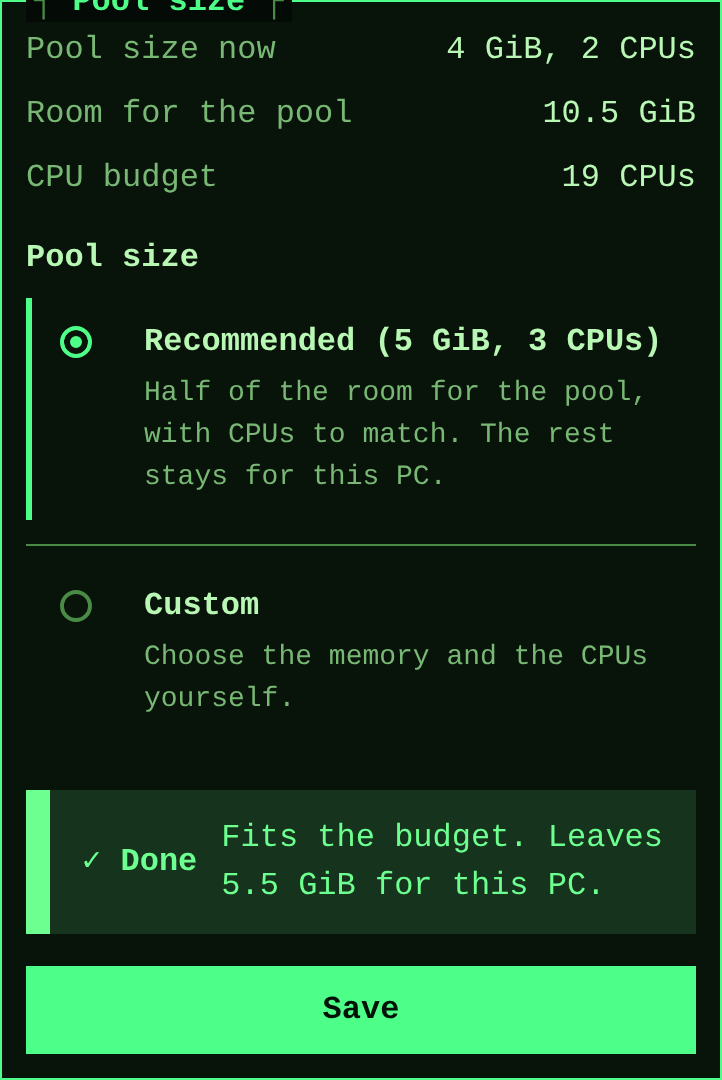 Pool size
Pool size now 4 GiB, 2 CPUs
Room for the pool 10.5 GiB
CPU budget 19 CPUs
Pool size
Recommended (5 GiB, 3 CPUs)
Half of the room for the pool,
with CPUs to match. The rest
stays for this PC.
Custom
Choose the memory and the CPUs
yourself.
✓ Done
Fits the budget. Leaves
5.5 GiB for this PC.
Save